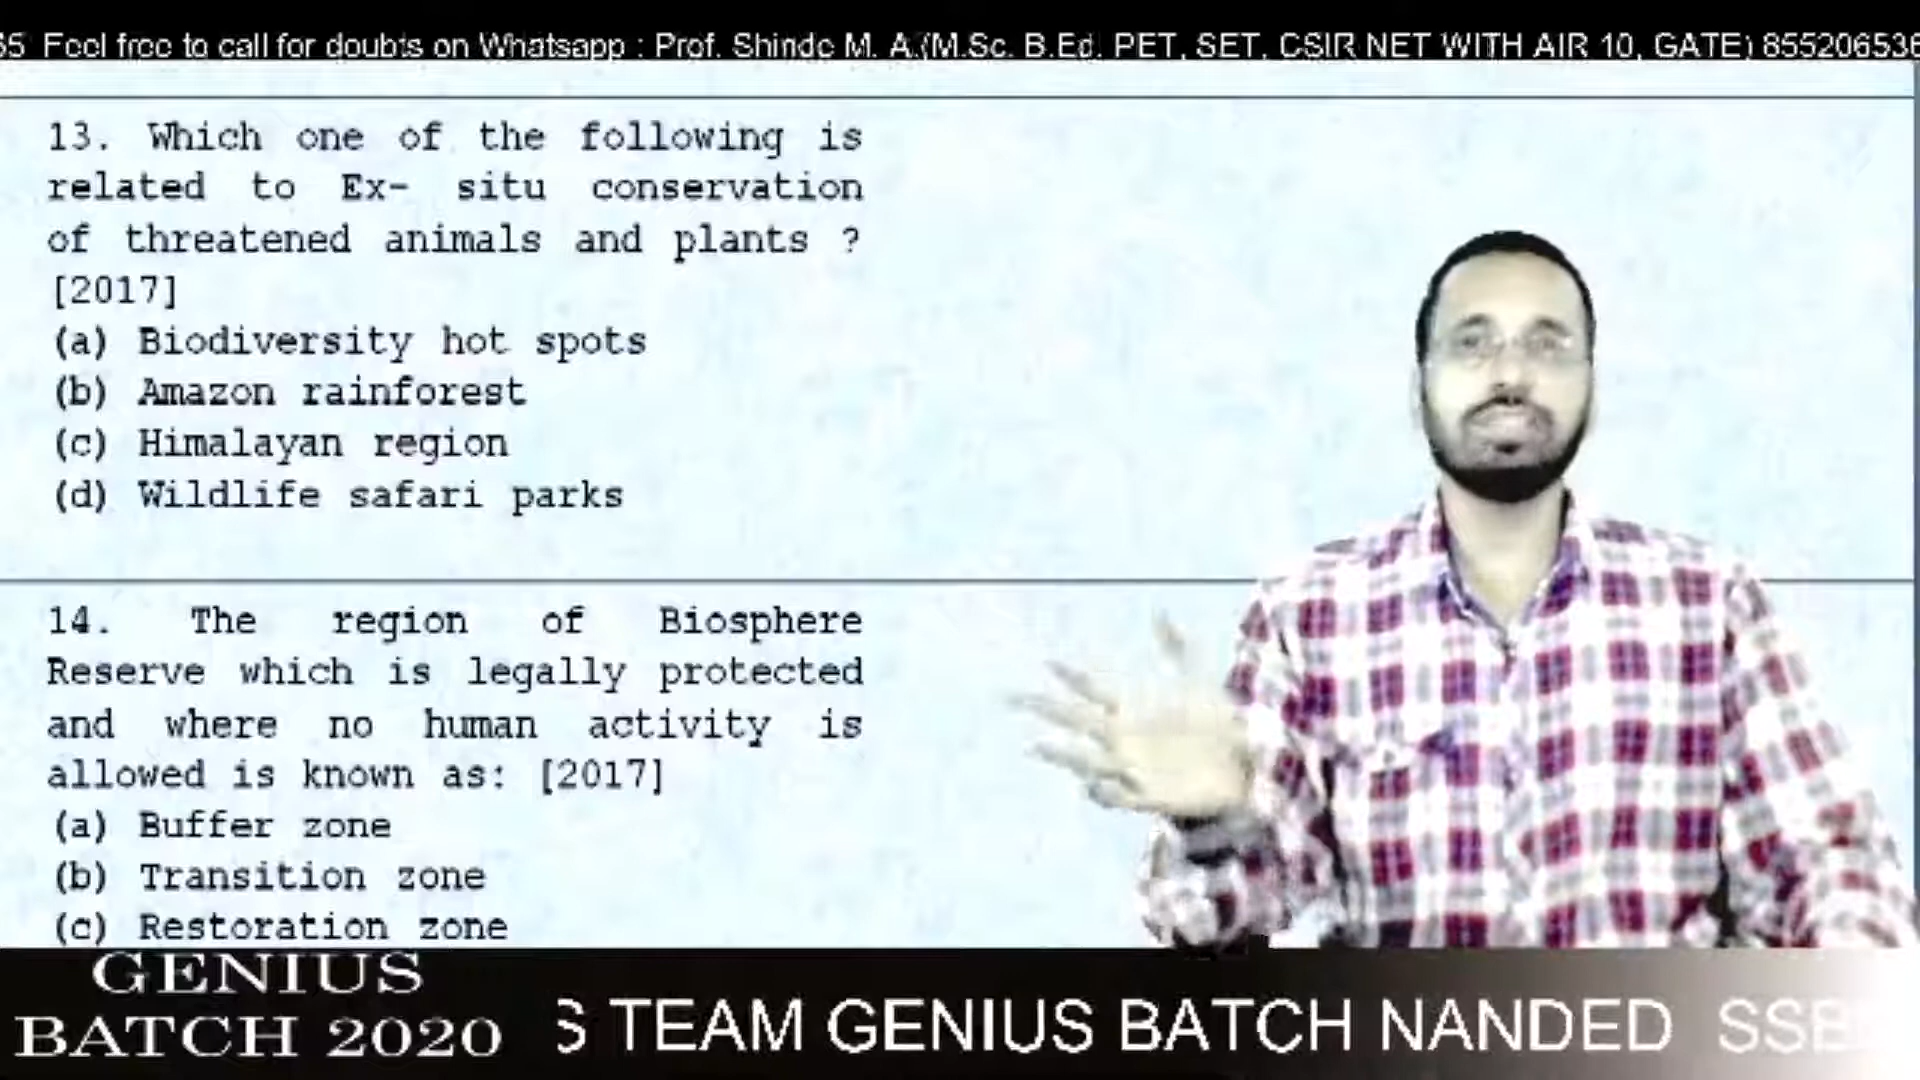 65 Feel free to call for doubts on Whatsapp : Prof. Shinde M. A.(M.Sc. B.Ed. PET, SET, CSIR NET WITH AIR 10, GATE) 855206536
13. Which one of the following is
related to Ex- situ conservation
of threatened animals and plants ?
[2017]
(a) Biodiversity hot spots
(b) Amazon rainforest
(c) Himalayan region
(d) Wildlife safari parks
14. The region of Biosphere
Reserve which is legally protected
and where no human activity is
allowed is known as: [2017]
(a) Buffer zone
(b) Transition zone
(c) Restoration zone
GENIUS
BATCH 2020
S TEAM GENIUS BATCH NANDED SSB